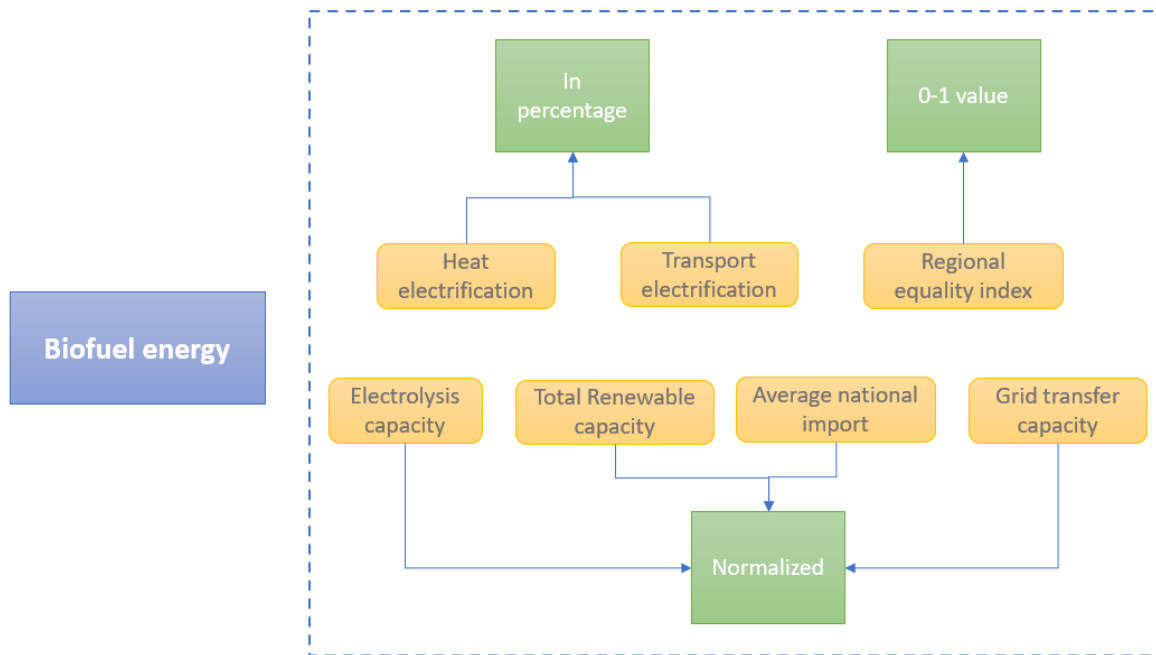 In
percentage
0-1 value
Heat
electrification
Transport
electrification
Regional
equality index
Biofuel energy
Electrolysis
capacity
Total Renewable
capacity
Average national
import
Grid transfer
capacity
Normalized